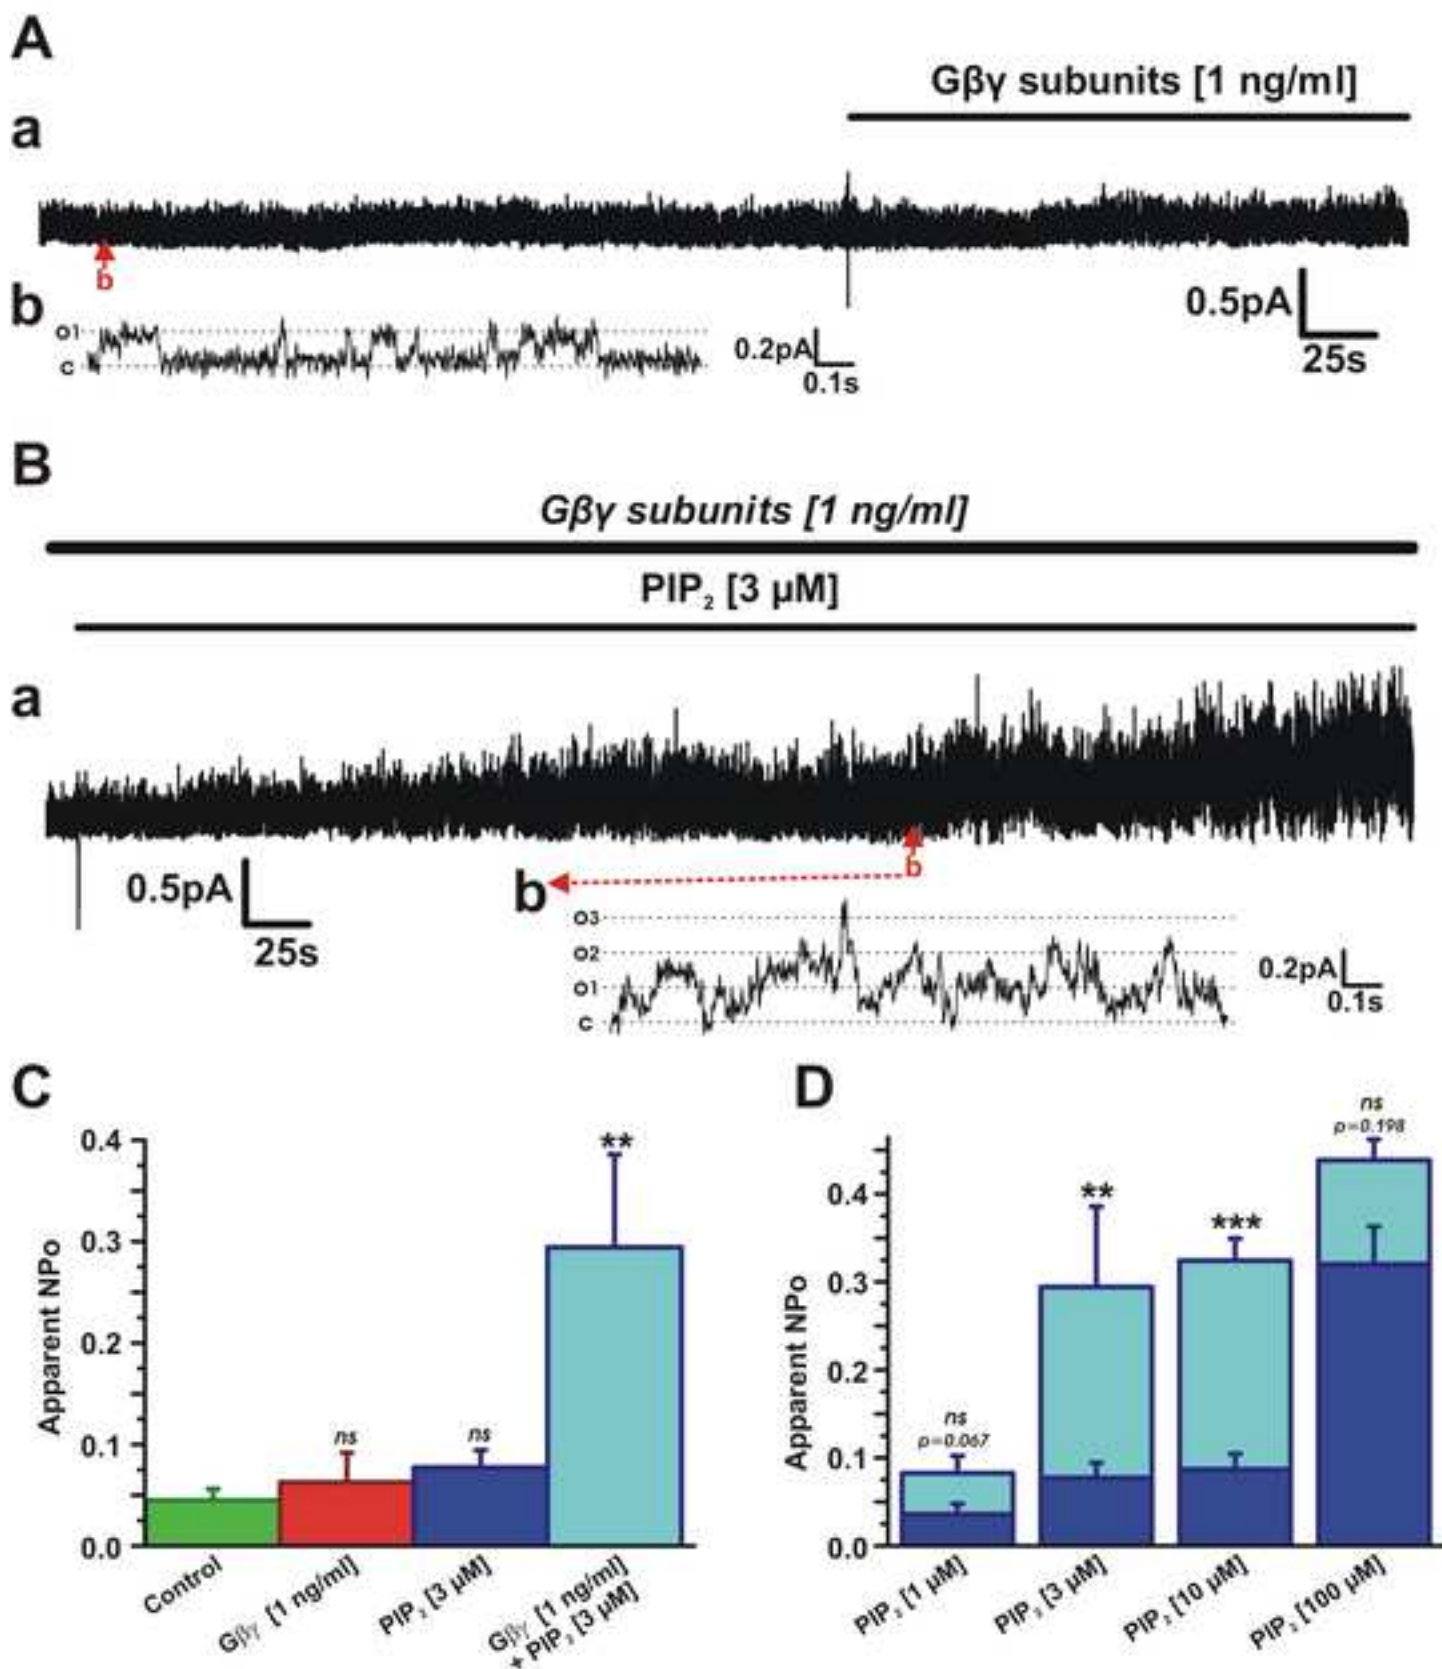 A
Gβγ subunits [1 ng/ml]
a
b
b
o1
c
0.2pA
0.1s
0.5pA
25s
B
Gβγ subunits [1 ng/ml]
PIP₂ [3 µM]
a
b
0.5pA
25s
b
o3
o2
o1
c
0.2pA
0.1s
C
Apparent NPo
0.4
0.3
0.2
0.1
0.0
ns
ns
**
Control
Gβγ [1 ng/ml]
PIP₂ [3 µM]
Gβγ [1 ng/ml]
+ PIP₂ [3 µM]
D
Apparent NPo
0.4
0.3
0.2
0.1
0.0
ns
p=0.067
**
***
ns
p=0.198
PIP₂ [1 µM]
PIP₂ [3 µM]
PIP₂ [10 µM]
PIP₂ [100 µM]